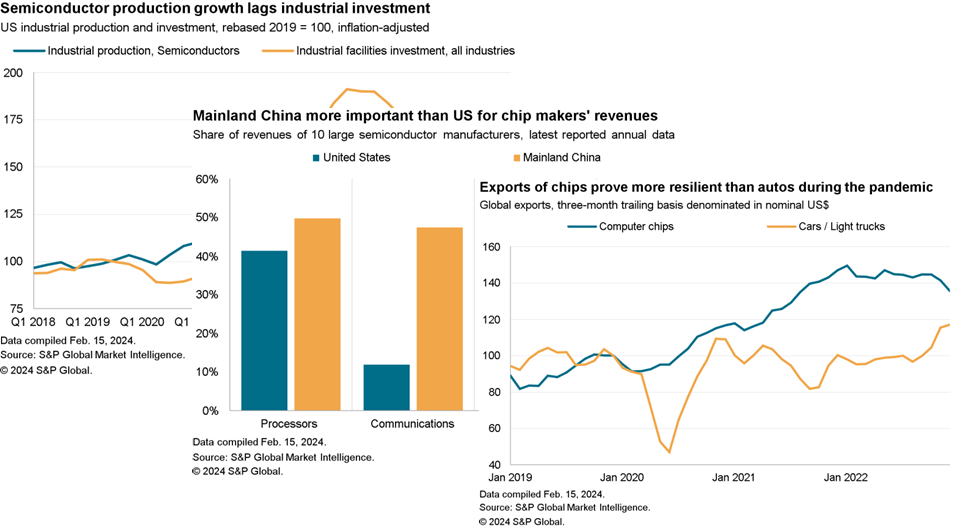 Semiconductor production growth lags industrial investment
US industrial production and investment, rebased 2019 = 100, inflation-adjusted
Industrial production, Semiconductors
Industrial facilities investment, all industries
200
175
150
125
100
75
Q1 2018 Q1 2019 Q1 2020 Q1
Data compiled Feb. 15, 2024.
Source: S&P Global Market Intelligence.
© 2024 S&P Global.
Mainland China more important than US for chip makers' revenues
Share of revenues of 10 large semiconductor manufacturers, latest reported annual data
United States
Mainland China
60%
50%
40%
30%
20%
10%
0%
Processors Communications
Data compiled Feb. 15, 2024.
Source: S&P Global Market Intelligence.
© 2024 S&P Global.
Exports of chips prove more resilient than autos during the pandemic
Global exports, three-month trailing basis denominated in nominal US$
Computer chips
Cars / Light trucks
160
140
120
100
80
60
40
Jan 2019 Jan 2020 Jan 2021 Jan 2022
Data compiled Feb. 15, 2024.
Source: S&P Global Market Intelligence.
© 2024 S&P Global.